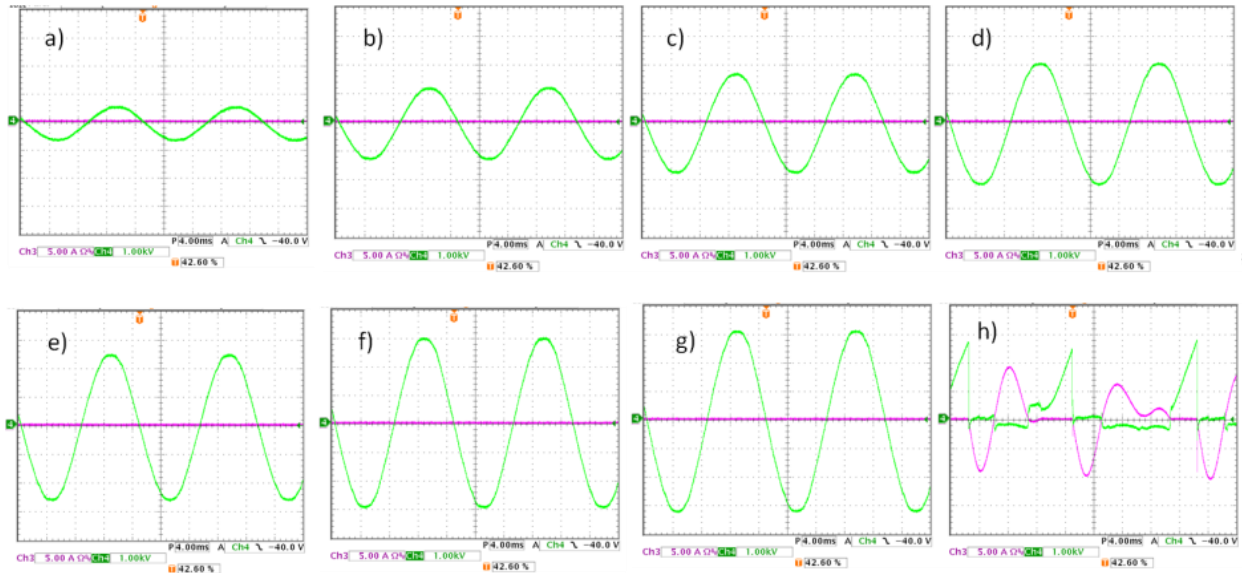 a) b) c) d)
P 4.00ms A Ch4 -40.0 V
Ch3 5.00 A Ω Ch4 1.00kV
42.60 %
P 4.00ms A Ch4 -40.0 V
Ch3 5.00 A Ω Ch4 1.00kV
42.60 %
P 4.00ms A Ch4 -40.0 V
Ch3 5.00 A Ω Ch4 1.00kV
42.60 %
P 4.00ms A Ch4 -40.0 V
Ch3 5.00 A Ω Ch4 1.00kV
42.60 %
e) f) g) h)
P 4.00ms A Ch4 -40.0 V
Ch3 5.00 A Ω Ch4 1.00kV
42.60 %
P 4.00ms A Ch4 -40.0 V
Ch3 5.00 A Ω Ch4 1.00kV
42.60 %
P 4.00ms A Ch4 -40.0 V
Ch3 5.00 A Ω Ch4 1.00kV
42.60 %
P 4.00ms A Ch4 -40.0 V
Ch3 5.00 A Ω Ch4 1.00kV
42.60 %